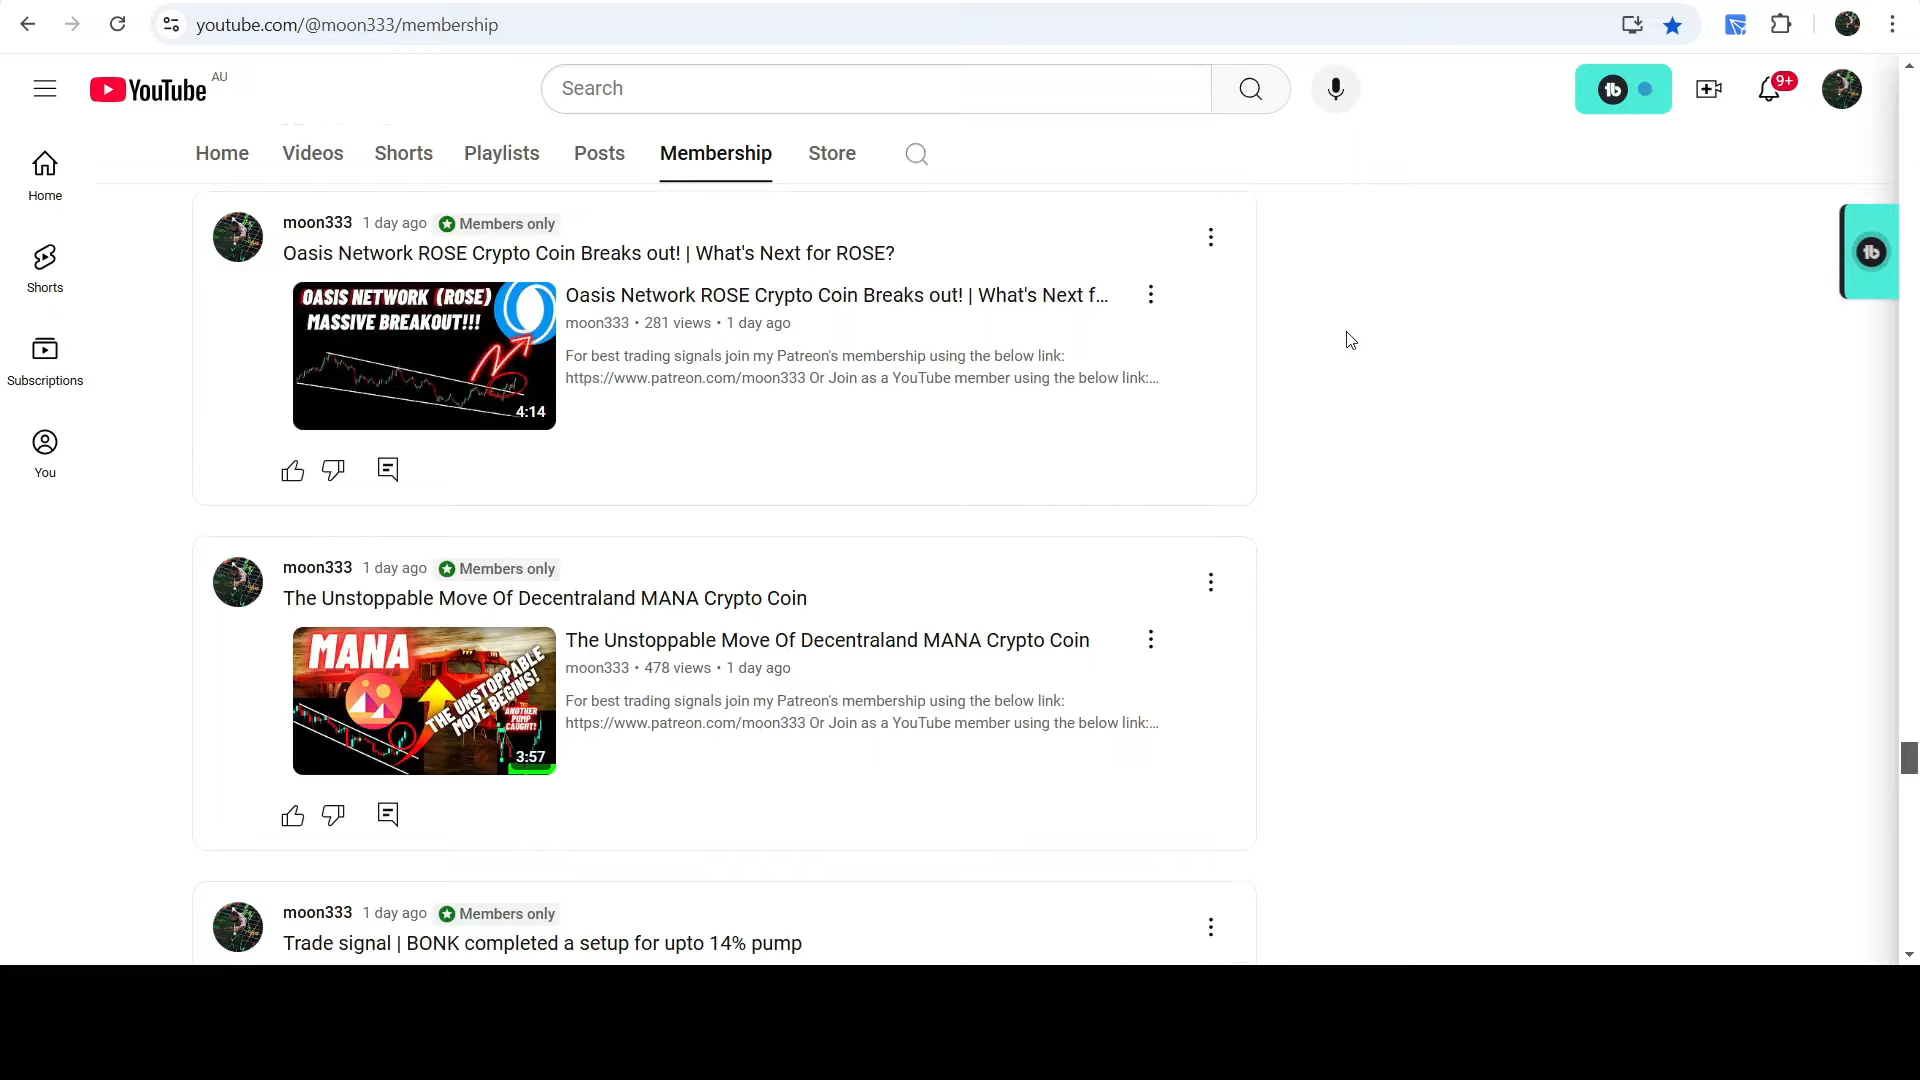 youtube.com/@moon333/membership
YouTube AU
Search
9+
Home Videos Shorts Playlists Posts Membership Store
Home
Shorts
Subscriptions
You
moon333 1 day ago Members only
Oasis Network ROSE Crypto Coin Breaks out! | What's Next for ROSE?
OASIS NETWORK (ROSE)
MASSIVE BREAKOUT!!!
4:14
Oasis Network ROSE Crypto Coin Breaks out! | What's Next f...
moon333 • 281 views • 1 day ago
For best trading signals join my Patreon's membership using the below link:
https://www.patreon.com/moon333 Or Join as a YouTube member using the below link:...
moon333 1 day ago Members only
The Unstoppable Move Of Decentraland MANA Crypto Coin
MANA
THE UNSTOPPABLE
MOVE BEGINS!
ANOTHER
PUMP
CAUGHT!
3:57
The Unstoppable Move Of Decentraland MANA Crypto Coin
moon333 • 478 views • 1 day ago
For best trading signals join my Patreon's membership using the below link:
https://www.patreon.com/moon333 Or Join as a YouTube member using the below link:...
moon333 1 day ago Members only
Trade signal | BONK completed a setup for upto 14% pump